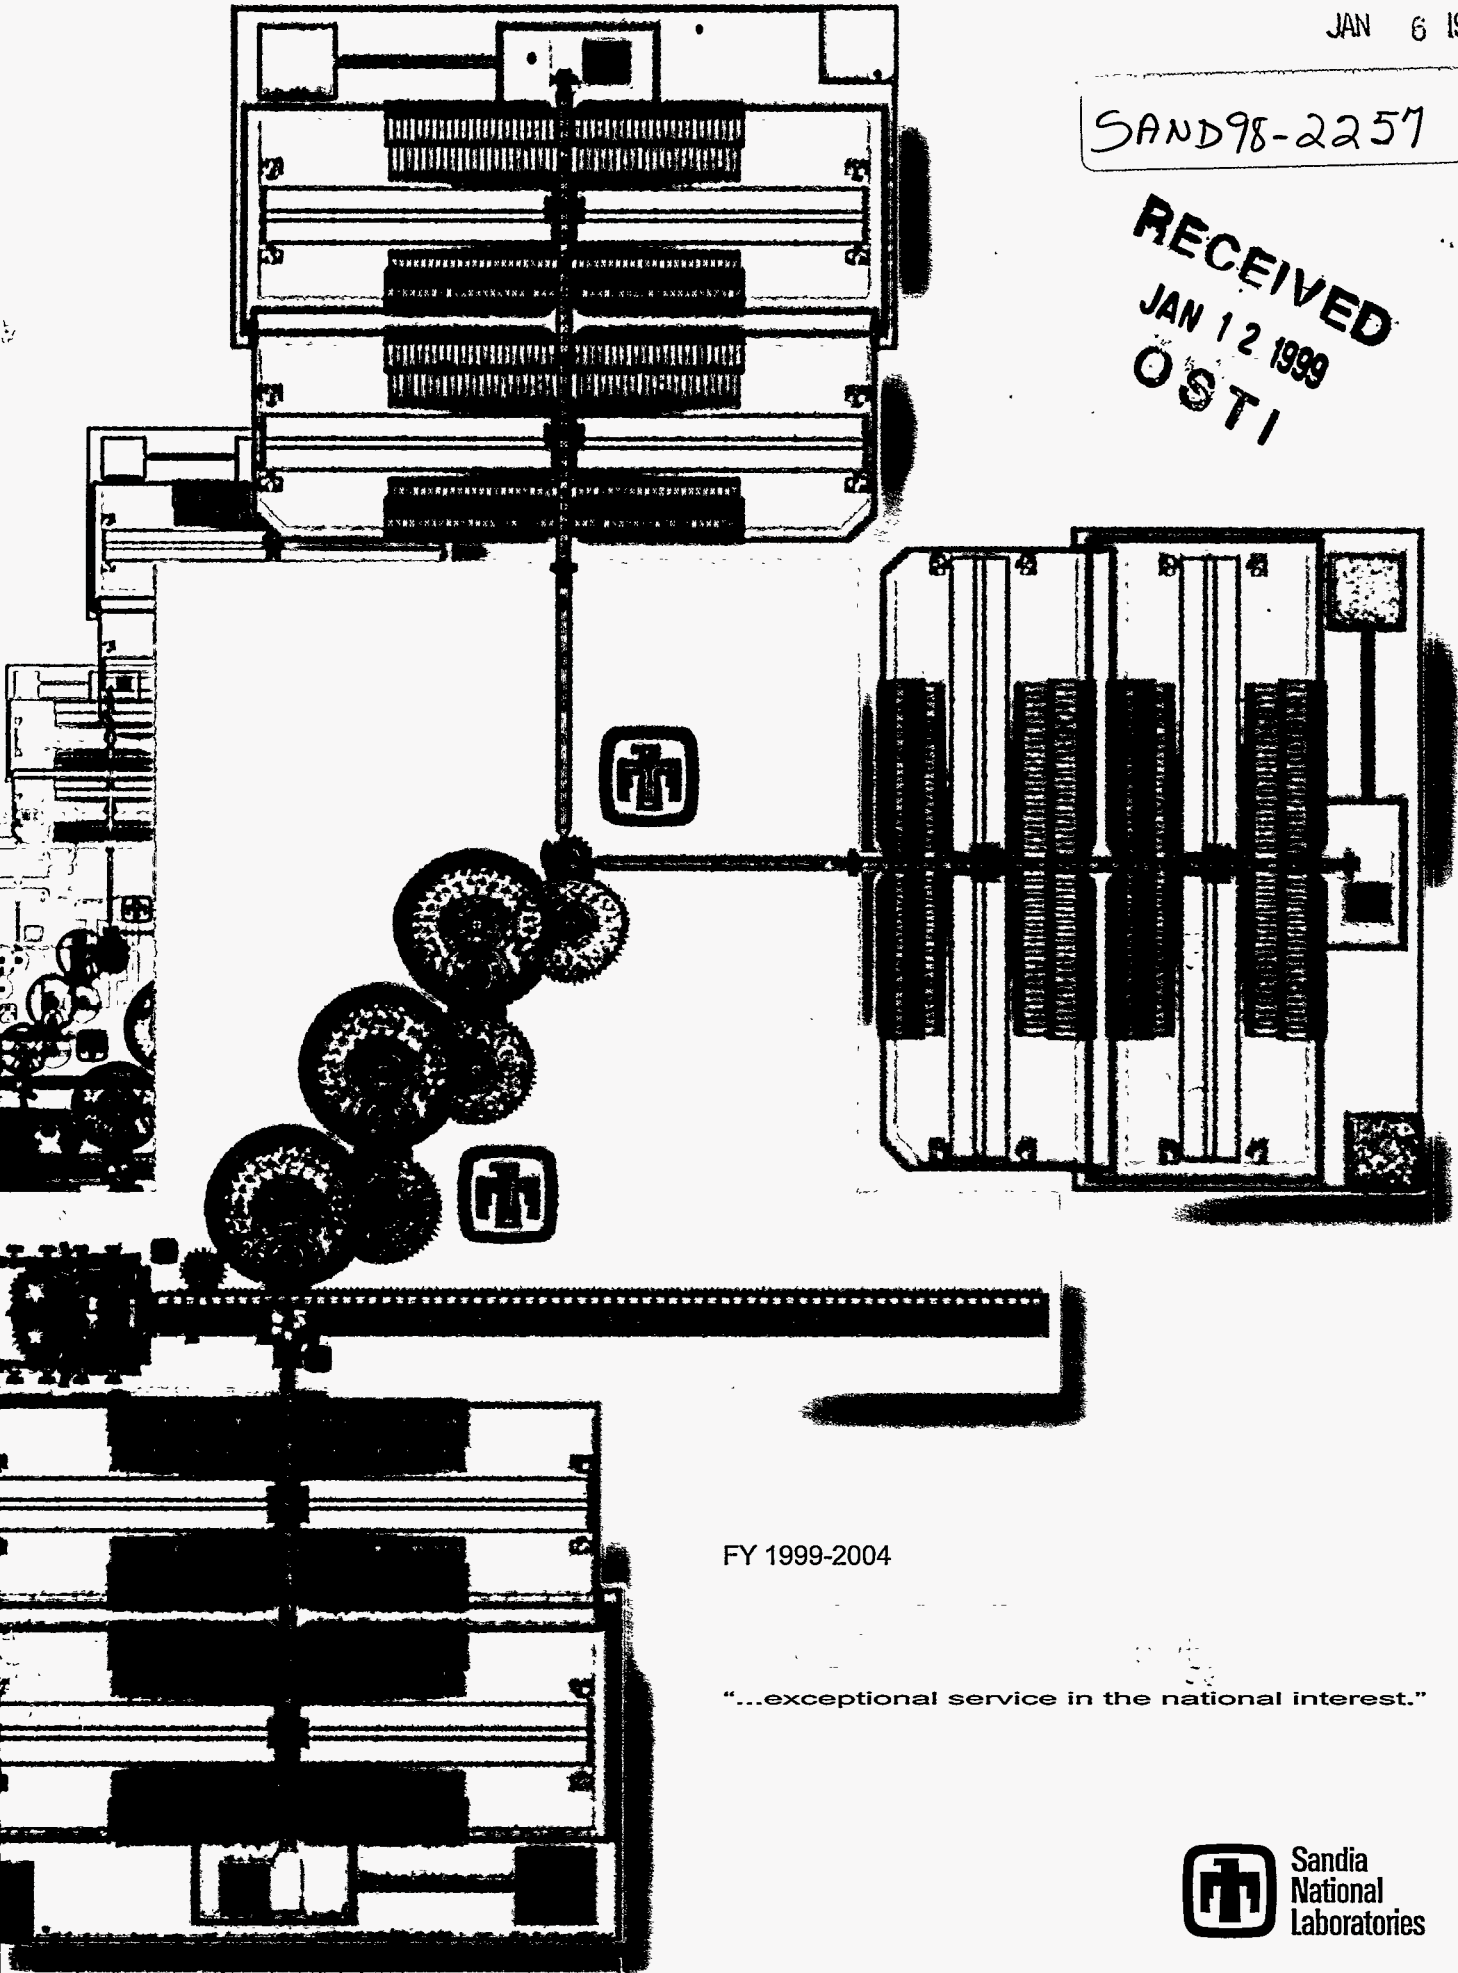 JAN 6 19
SAND98-2257
RECEIVED
JAN 12 1999
OSTI
FY 1999-2004
“...exceptional service in the national interest.”
Sandia
National
Laboratories